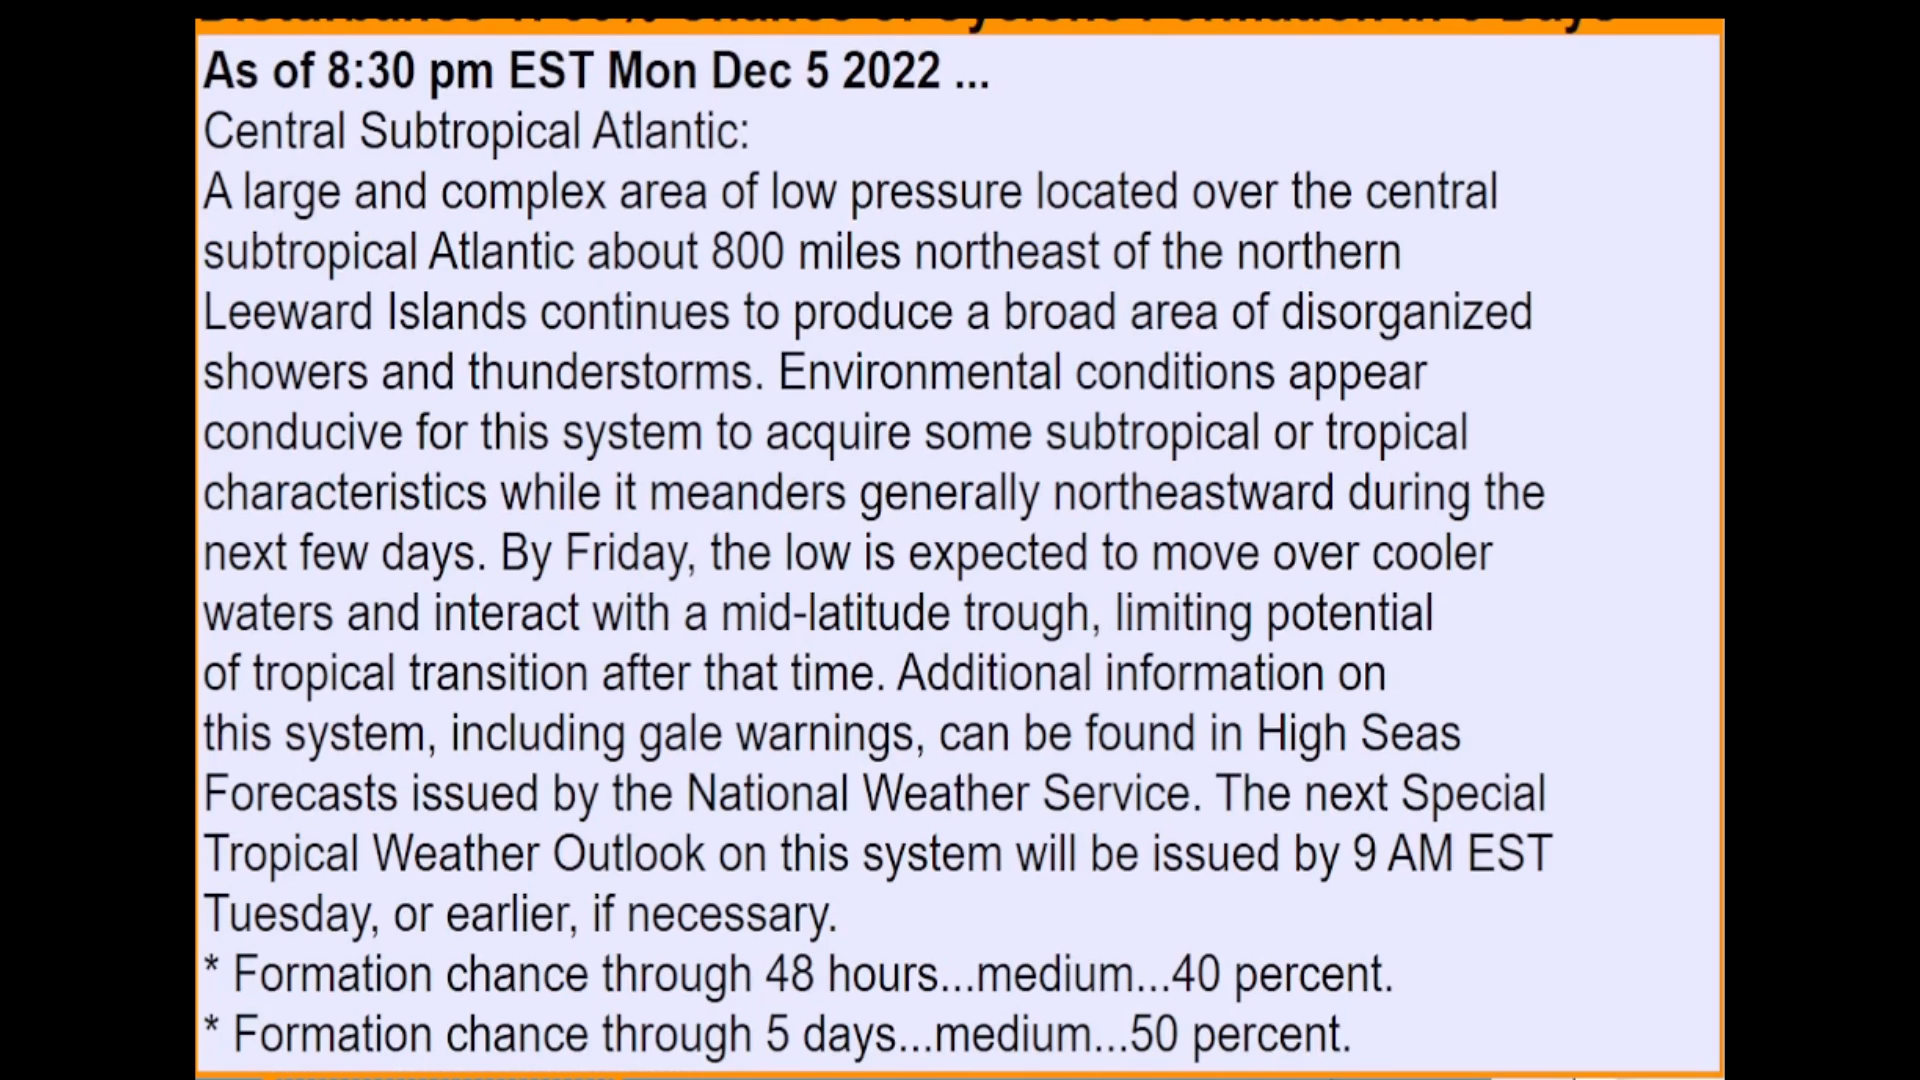 As of 8:30 pm EST Mon Dec 5 2022 ...
Central Subtropical Atlantic:
A large and complex area of low pressure located over the central
subtropical Atlantic about 800 miles northeast of the northern
Leeward Islands continues to produce a broad area of disorganized
showers and thunderstorms. Environmental conditions appear
conducive for this system to acquire some subtropical or tropical
characteristics while it meanders generally northeastward during the
next few days. By Friday, the low is expected to move over cooler
waters and interact with a mid-latitude trough, limiting potential
of tropical transition after that time. Additional information on
this system, including gale warnings, can be found in High Seas
Forecasts issued by the National Weather Service. The next Special
Tropical Weather Outlook on this system will be issued by 9 AM EST
Tuesday, or earlier, if necessary.
* Formation chance through 48 hours...medium...40 percent.
* Formation chance through 5 days...medium...50 percent.